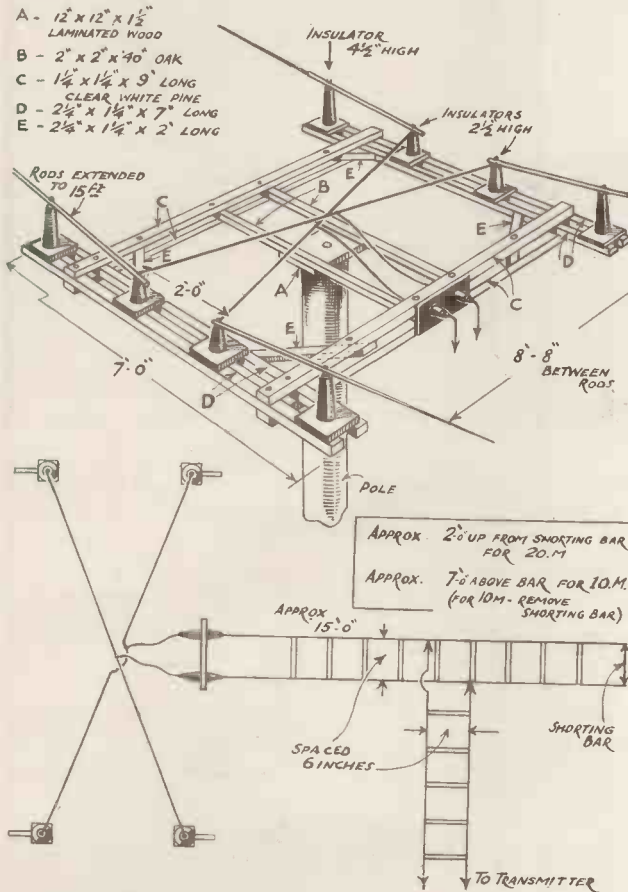 A - 12" x 12" x 1½"
LAMINATED WOOD
B - 2" x 2" x 40" OAK
C - 1¼" x 1¼" x 9' LONG
CLEAR WHITE PINE
D - 2¼" x 1¼" x 7' LONG
E - 2¼" x 1¼" x 2' LONG
INSULATOR
4½" HIGH
INSULATORS
2½" HIGH
RODS EXTENDED
TO 15 FT
C
E
B
E
E
D
A
C
2'-0"
E
7'-0"
D
8'-8"
BETWEEN
RODS
POLE
APPROX. 2'-0" UP FROM SHORTING BAR
FOR 20.M
APPROX. 7'-0" ABOVE BAR FOR 10.M.
(FOR 10M - REMOVE
SHORTING BAR)
APPROX
15'-0"
SPACED
6 INCHES
SHORTING
BAR
TO TRANSMITTER